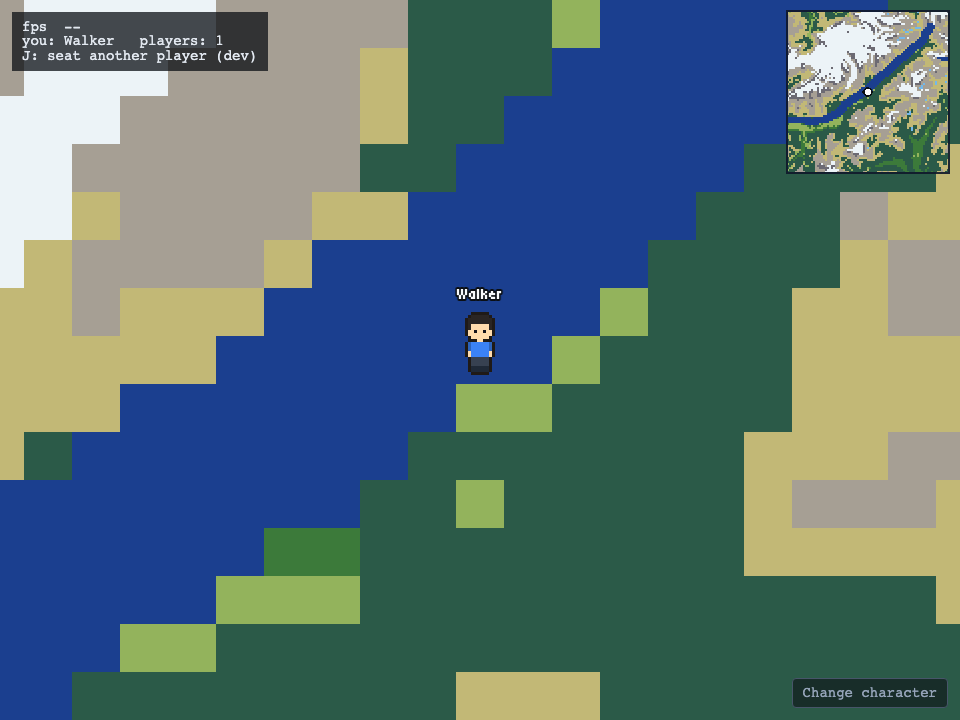 fps  --
you: Walker   players: 1
J: seat another player (dev)
Walker
Change character